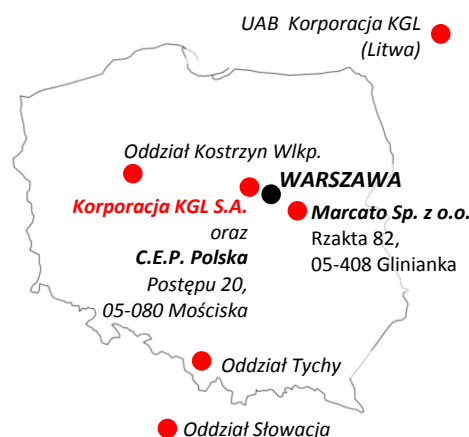 UAB Korporacja KGL
(Litwa)
Oddział Kostrzyn Wlkp.
WARSZAWA
Korporacja KGL S.A.
oraz
C.E.P. Polska
Postępu 20,
05-080 Mościska
Marcato Sp. z o.o.
Rzakta 82,
05-408 Glinianka
Oddział Tychy
Oddział Słowacja